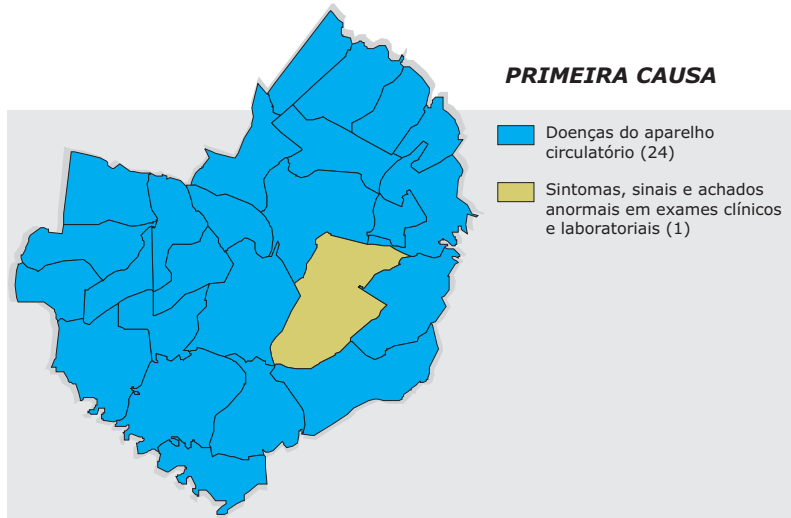 PRIMEIRA CAUSA
Doenças do aparelho
circulatório (24)
Sintomas, sinais e achados
anormais em exames clínicos
e laboratoriais (1)